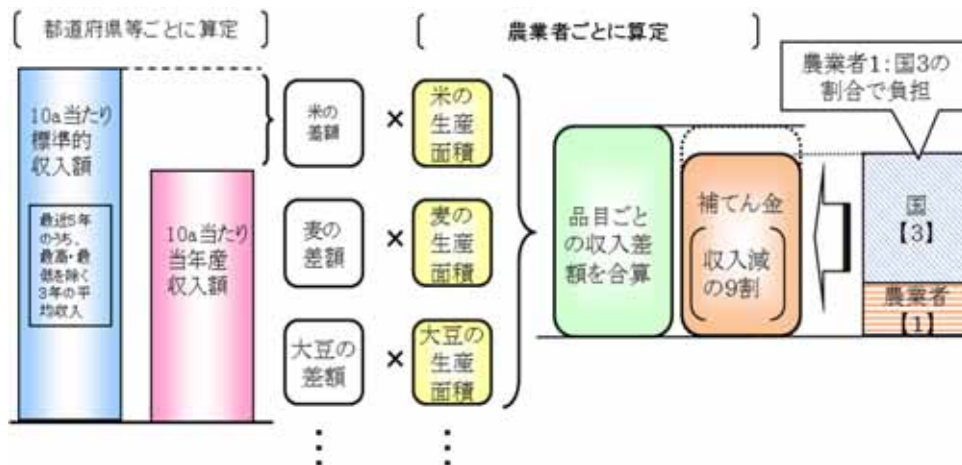 都道府県等ごとに算定
農業者ごとに算定
農業者1:国3の
割合で負担
10a当たり
標準的
収入額
最近5年
のうち、
最高・最
低を除く
3年の平
均収入
10a当たり
当年産
収入額
米の
差額
×
米の
生産
面積
麦の
差額
×
麦の
生産
面積
大豆の
差額
×
大豆の
生産
面積
品目ごと
の収入差
額を合算
補てん金
収入減
の9割
国
【3】
農業者
【1】